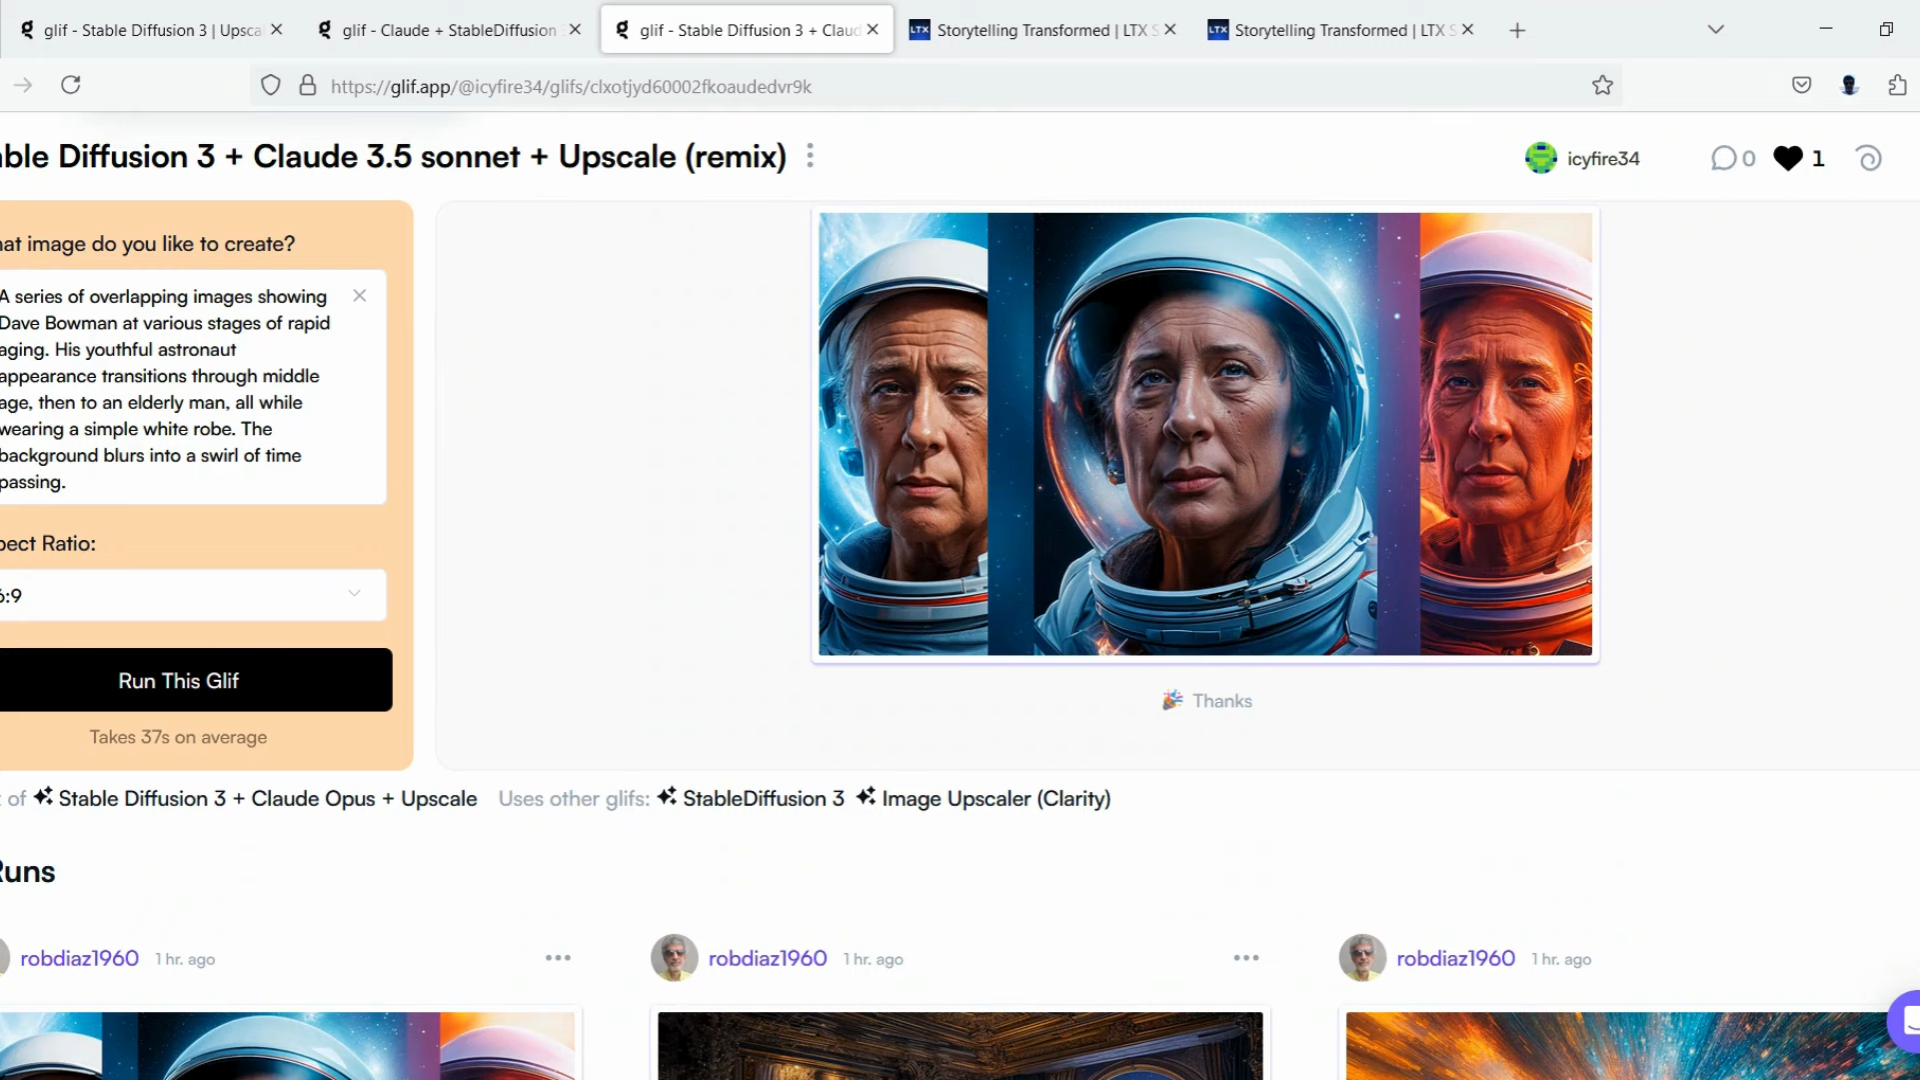 glif - Stable Diffusion 3 | Upsca
glif - Claude + StableDiffusion
glif - Stable Diffusion 3 + Claud
LTX
Storytelling Transformed | LTX S
LTX
Storytelling Transformed | LTX S
https://glif.app/@icyfire34/glifs/clxotjyd60002fkoaudedvr9k
ble Diffusion 3 + Claude 3.5 sonnet + Upscale (remix)
icyfire34
0
1
at image do you like to create?
A series of overlapping images showing
Dave Bowman at various stages of rapid
aging. His youthful astronaut
appearance transitions through middle
age, then to an elderly man, all while
wearing a simple white robe. The
background blurs into a swirl of time
passing.
pect Ratio:
6:9
Run This Glif
Takes 37s on average
🎉 Thanks
of Stable Diffusion 3 + Claude Opus + Upscale Uses other glifs: StableDiffusion 3 Image Upscaler (Clarity)
Runs
robdiaz1960 1 hr. ago
robdiaz1960 1 hr. ago
robdiaz1960 1 hr. ago